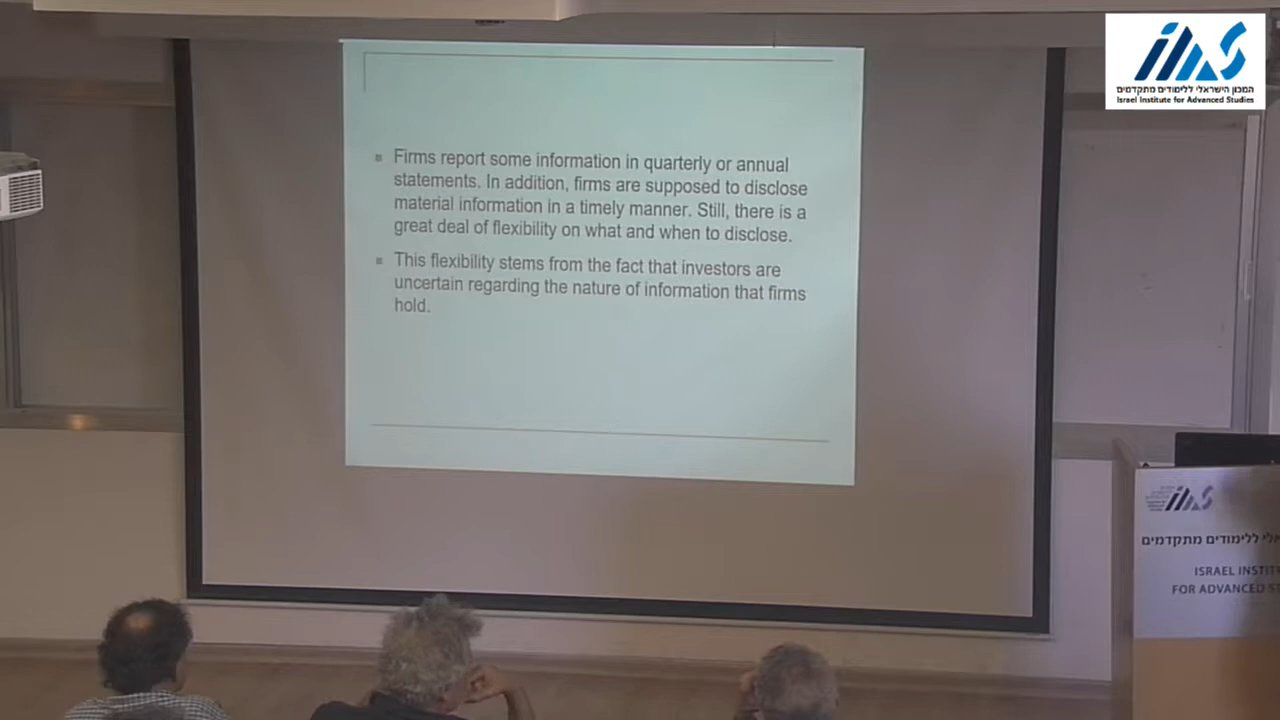 המכון הישראלי ללימודים מתקדמים
Israel Institute for Advanced Studies
Firms report some information in quarterly or annual
statements. In addition, firms are supposed to disclose
material information in a timely manner. Still, there is a
great deal of flexibility on what and when to disclose.
This flexibility stems from the fact that investors are
uncertain regarding the nature of information that firms
hold.
ללימודים מתקדמים
ISRAEL
FOR ADVANCED